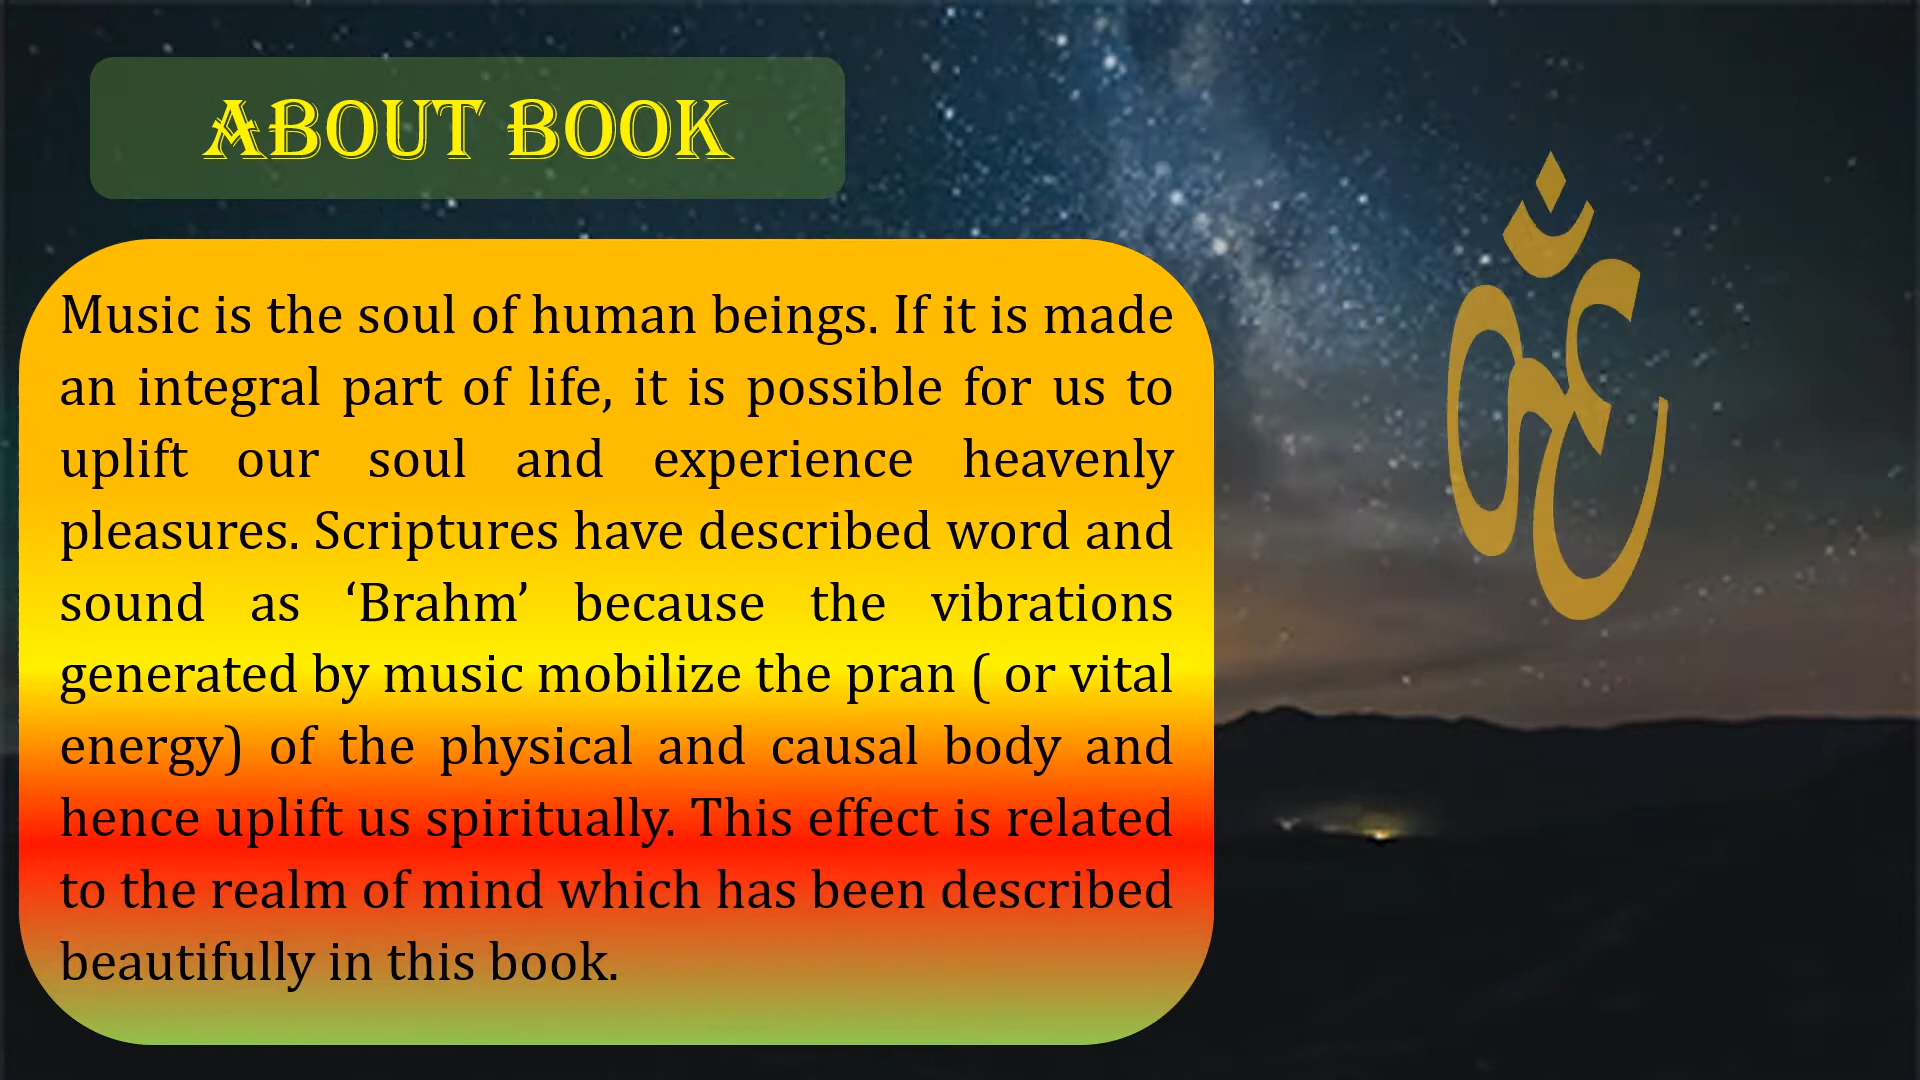 ABOUT BOOK
Music is the soul of human beings. If it is made
an integral part of life, it is possible for us to
uplift our soul and experience heavenly
pleasures. Scriptures have described word and
sound as ‘Brahm’ because the vibrations
generated by music mobilize the pran ( or vital
energy) of the physical and causal body and
hence uplift us spiritually. This effect is related
to the realm of mind which has been described
beautifully in this book.